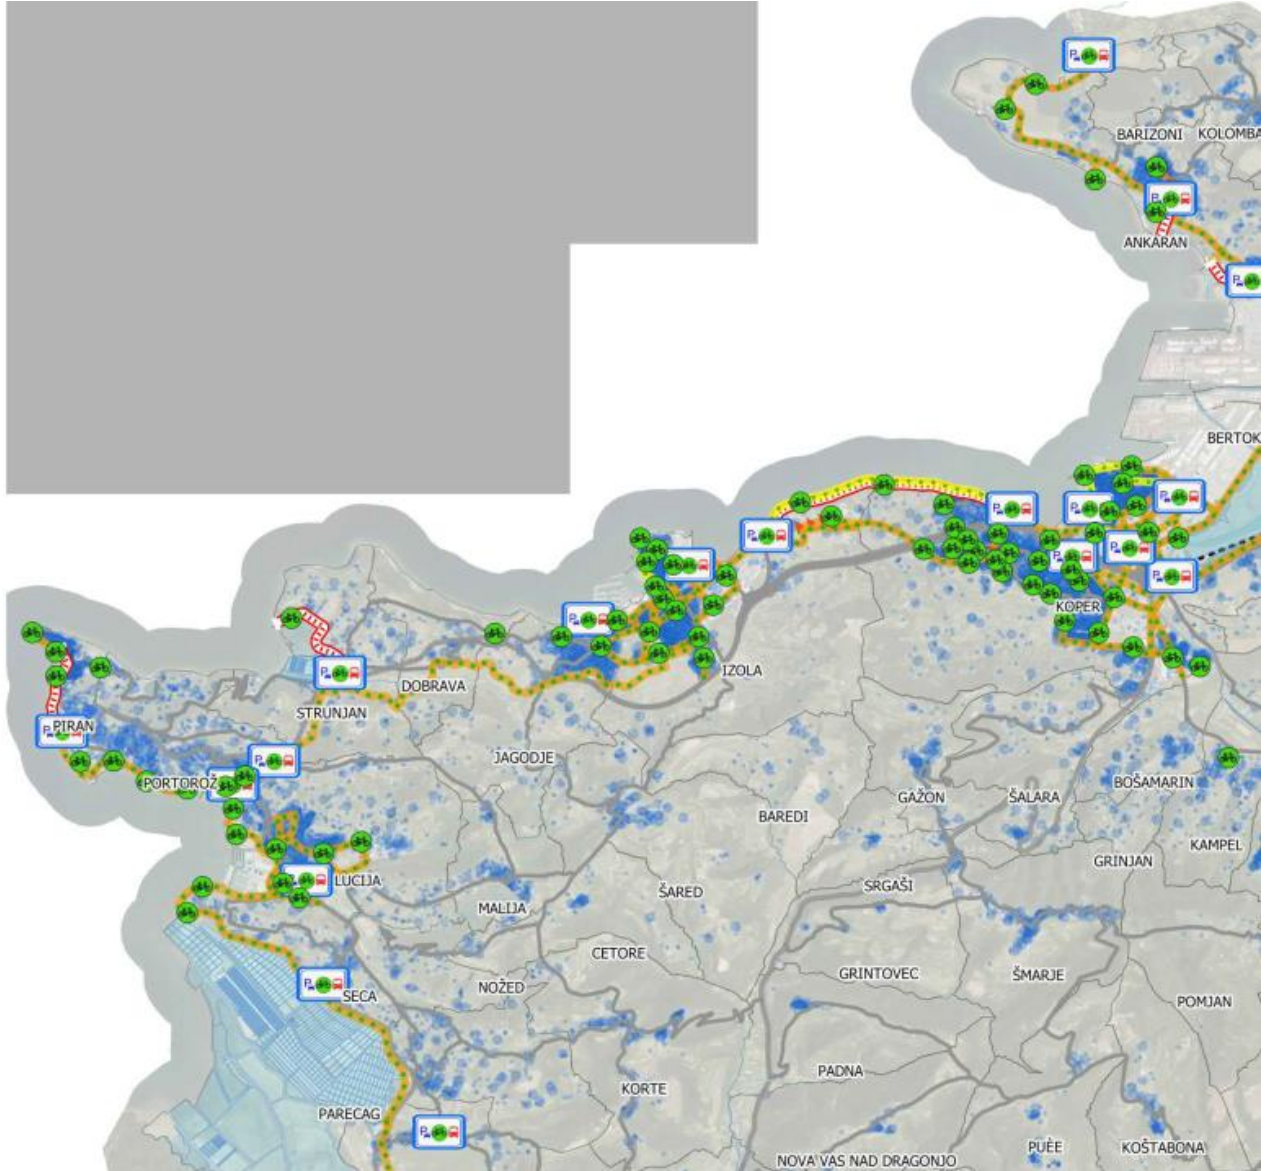 BARIZONI
KOLOMBA
ANKARAN
BERTOK
KOPER
IZOLA
DOBRAVA
STRUNJAN
PIRAN
JAGODJE
PORTOROŽ
BOŠAMARIN
GAŽON
ŠALARA
BAREDI
KAMPEL
GRINJAN
LUCIJA
SRGAŠI
ŠARED
MALIJA
CETORE
GRINTOVEC
ŠMARJE
NOŽED
SECA
POMJAN
PADNA
KORTE
PARECAG
PUÈE
KOŠTABONA
NOVA VAS NAD DRAGONJO